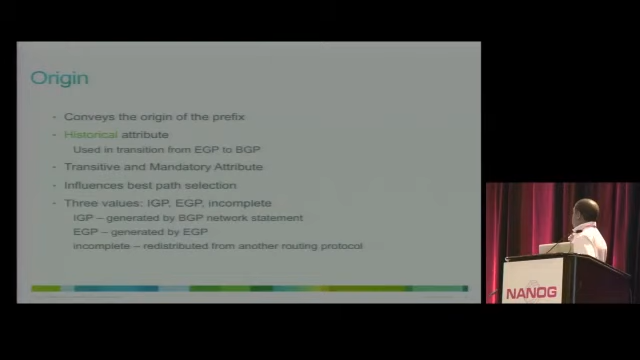 Origin
Conveys the origin of the prefix
Historical attribute
Used in transition from EGP to BGP
Transitive and Mandatory Attribute
Influences best path selection
Three values: IGP, EGP, incomplete
IGP – generated by BGP network statement
EGP – generated by EGP
incomplete – redistributed from another routing protocol
NANOG